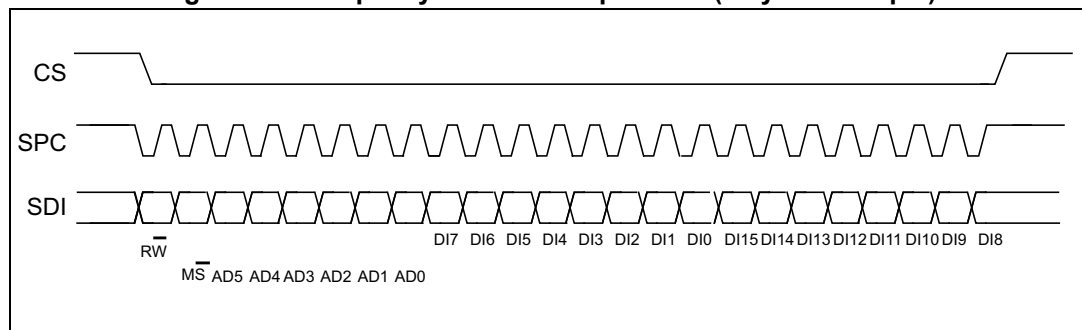 CS
SPC
SDI
DI7 DI6 DI5 DI4 DI3 DI2 DI1 DI0 DI15 DI14 DI13 DI12 DI11 DI10 DI9 DI8
RW
MS AD5 AD4 AD3 AD2 AD1 AD0